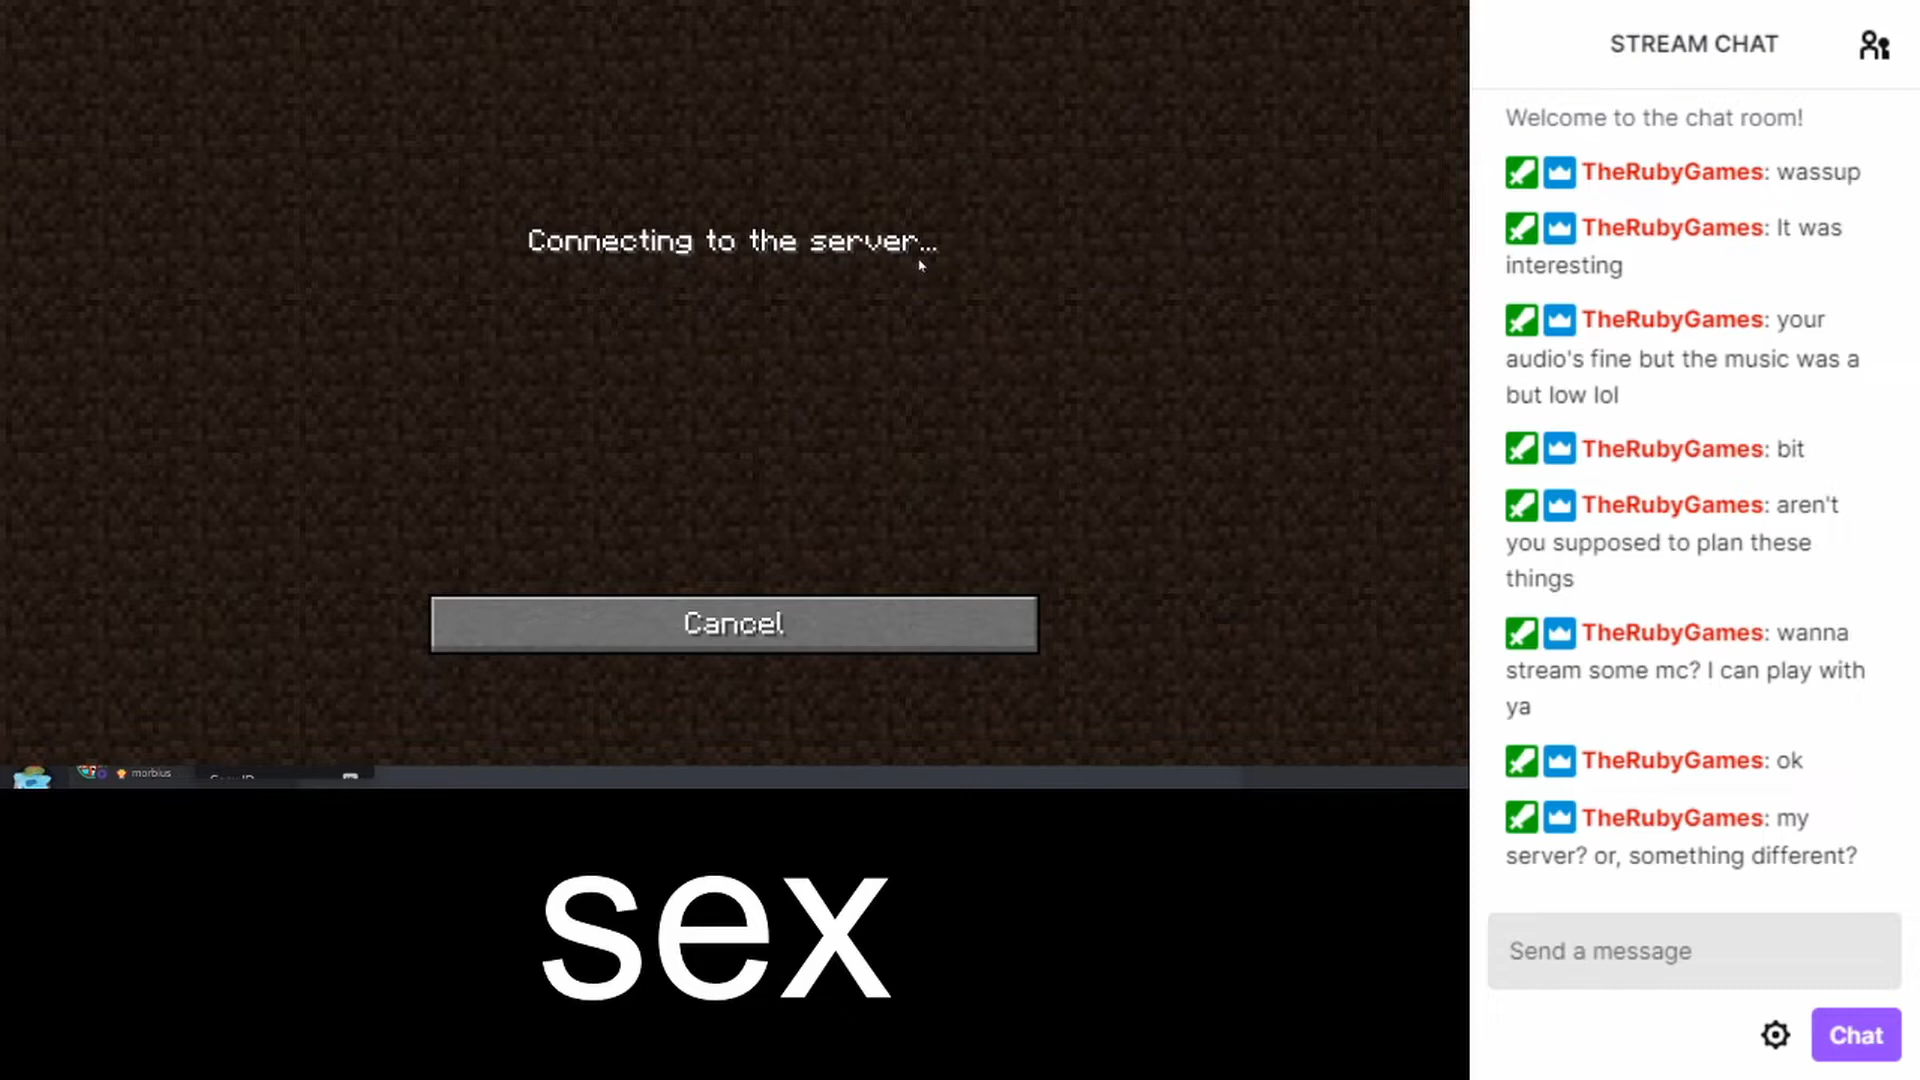 Connecting to the server...
Cancel
morbius
sex
STREAM CHAT
Welcome to the chat room!
TheRubyGames: wassup
TheRubyGames: It was
interesting
TheRubyGames: your
audio's fine but the music was a
but low lol
TheRubyGames: bit
TheRubyGames: aren't
you supposed to plan these
things
TheRubyGames: wanna
stream some mc? I can play with
ya
TheRubyGames: ok
TheRubyGames: my
server? or, something different?
Send a message
Chat